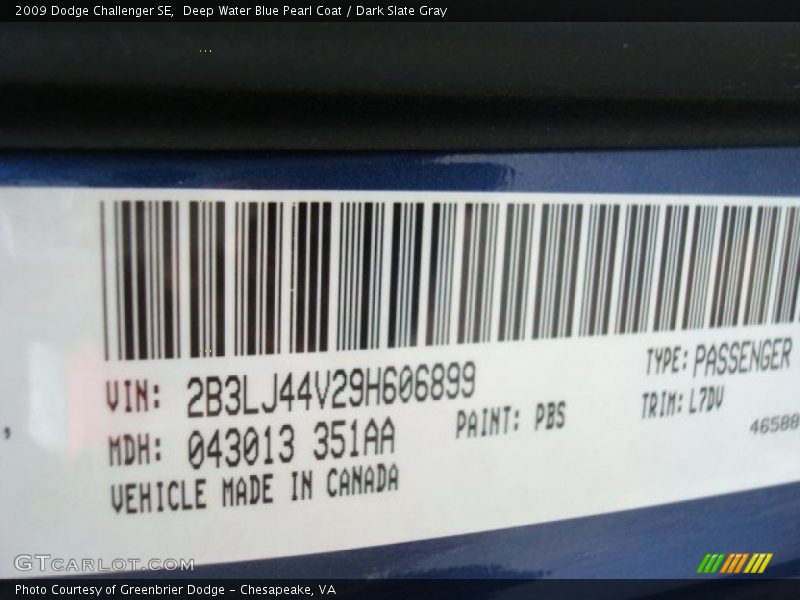 2009 Dodge Challenger SE,  Deep Water Blue Pearl Coat / Dark Slate Gray
VIN: 2B3LJ44V29H606899
TYPE: PASSENGER
MDH: 043013 351AA
PAINT: PBS
TRIM: L7DV
VEHICLE MADE IN CANADA
46588
GTCARLOT.COM
Photo Courtesy of Greenbrier Dodge - Chesapeake, VA